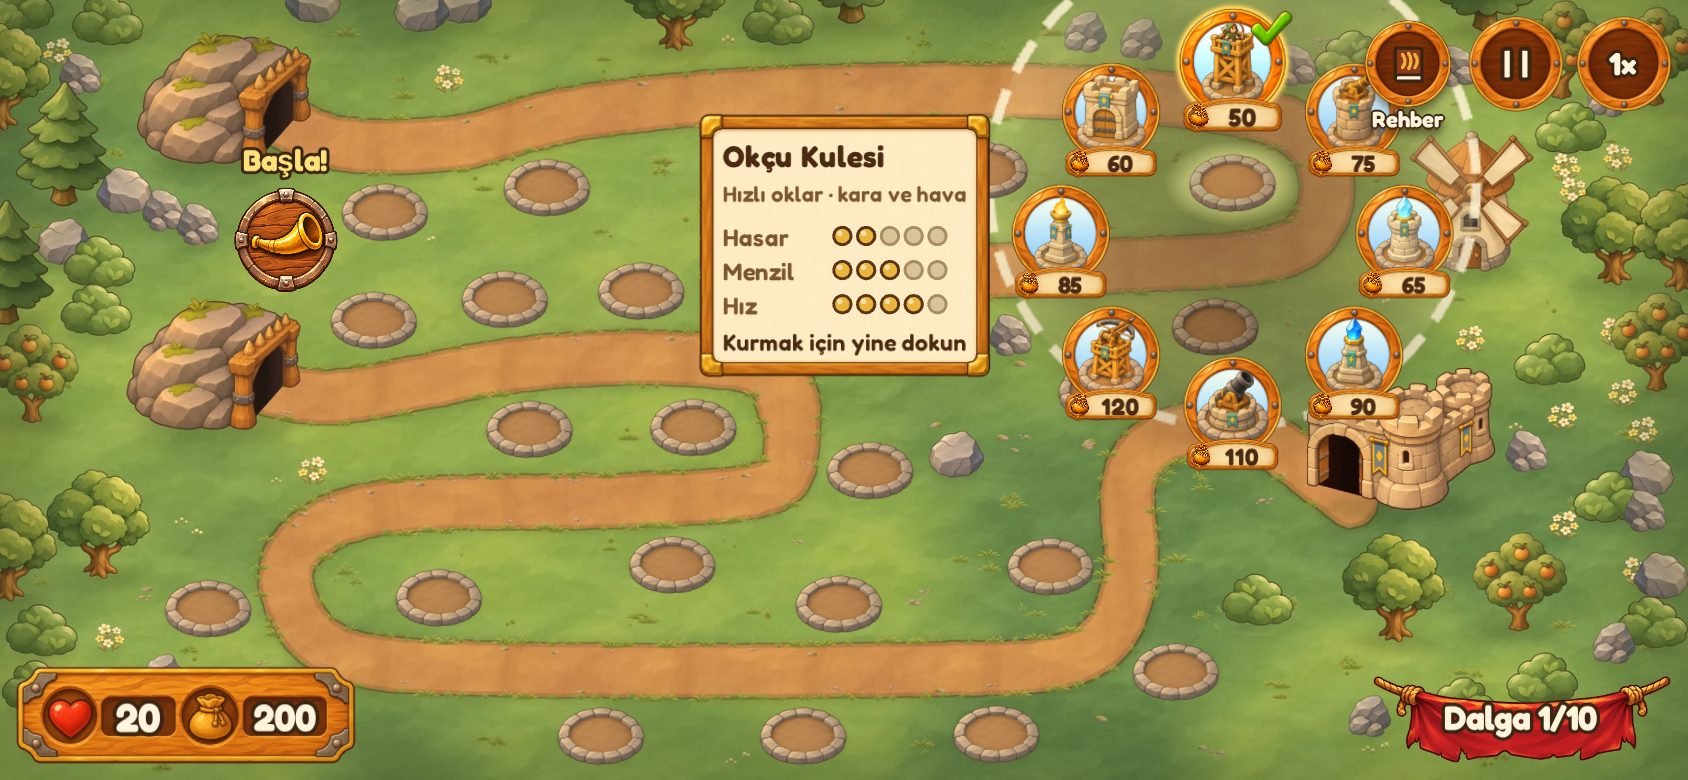 50
60
75
Rehber
1x
Başla!
Okçu Kulesi
Hızlı oklar · kara ve hava
Hasar
Menzil
Hız
Kurmak için yine dokun
85
65
120
90
110
20
200
Dalga 1/10